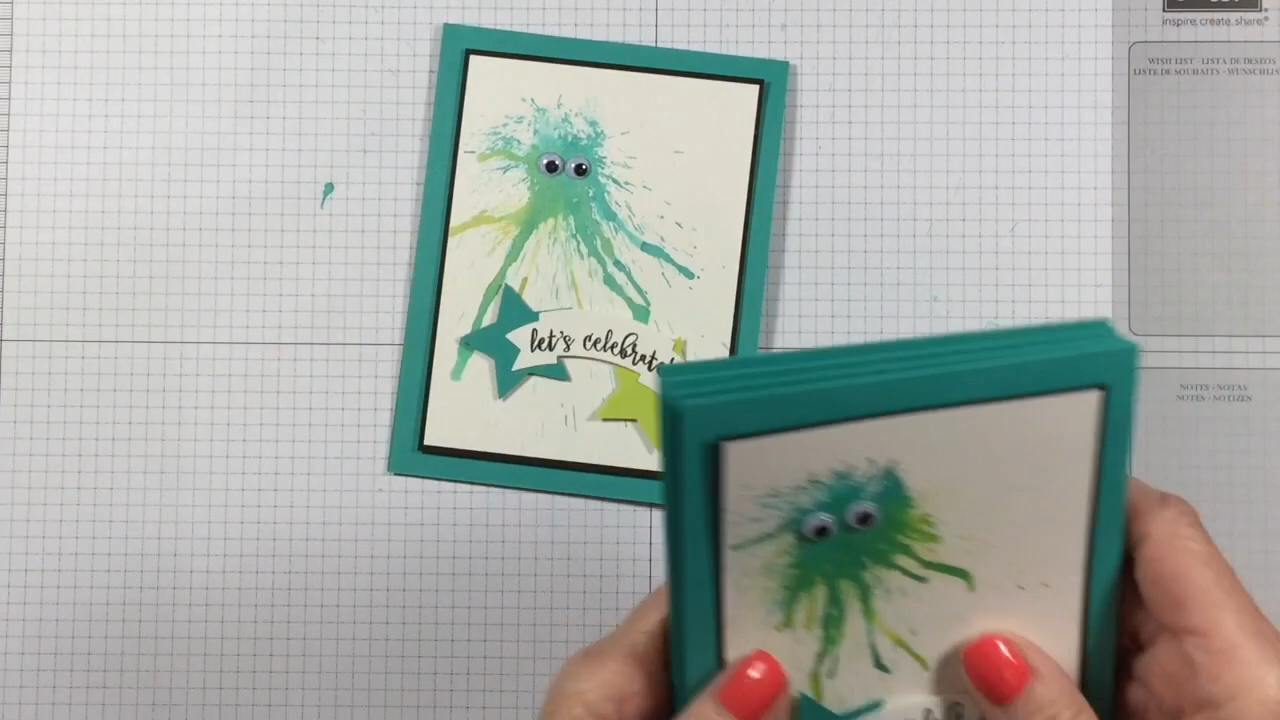 inspire. create. share.®
WISH LIST • LISTA DE DESEOS
LISTE DE SOUHAITS • WUNSCHLIS
let's celebrate!
NOTES • NOTAS
NOTES • NOTIZEN